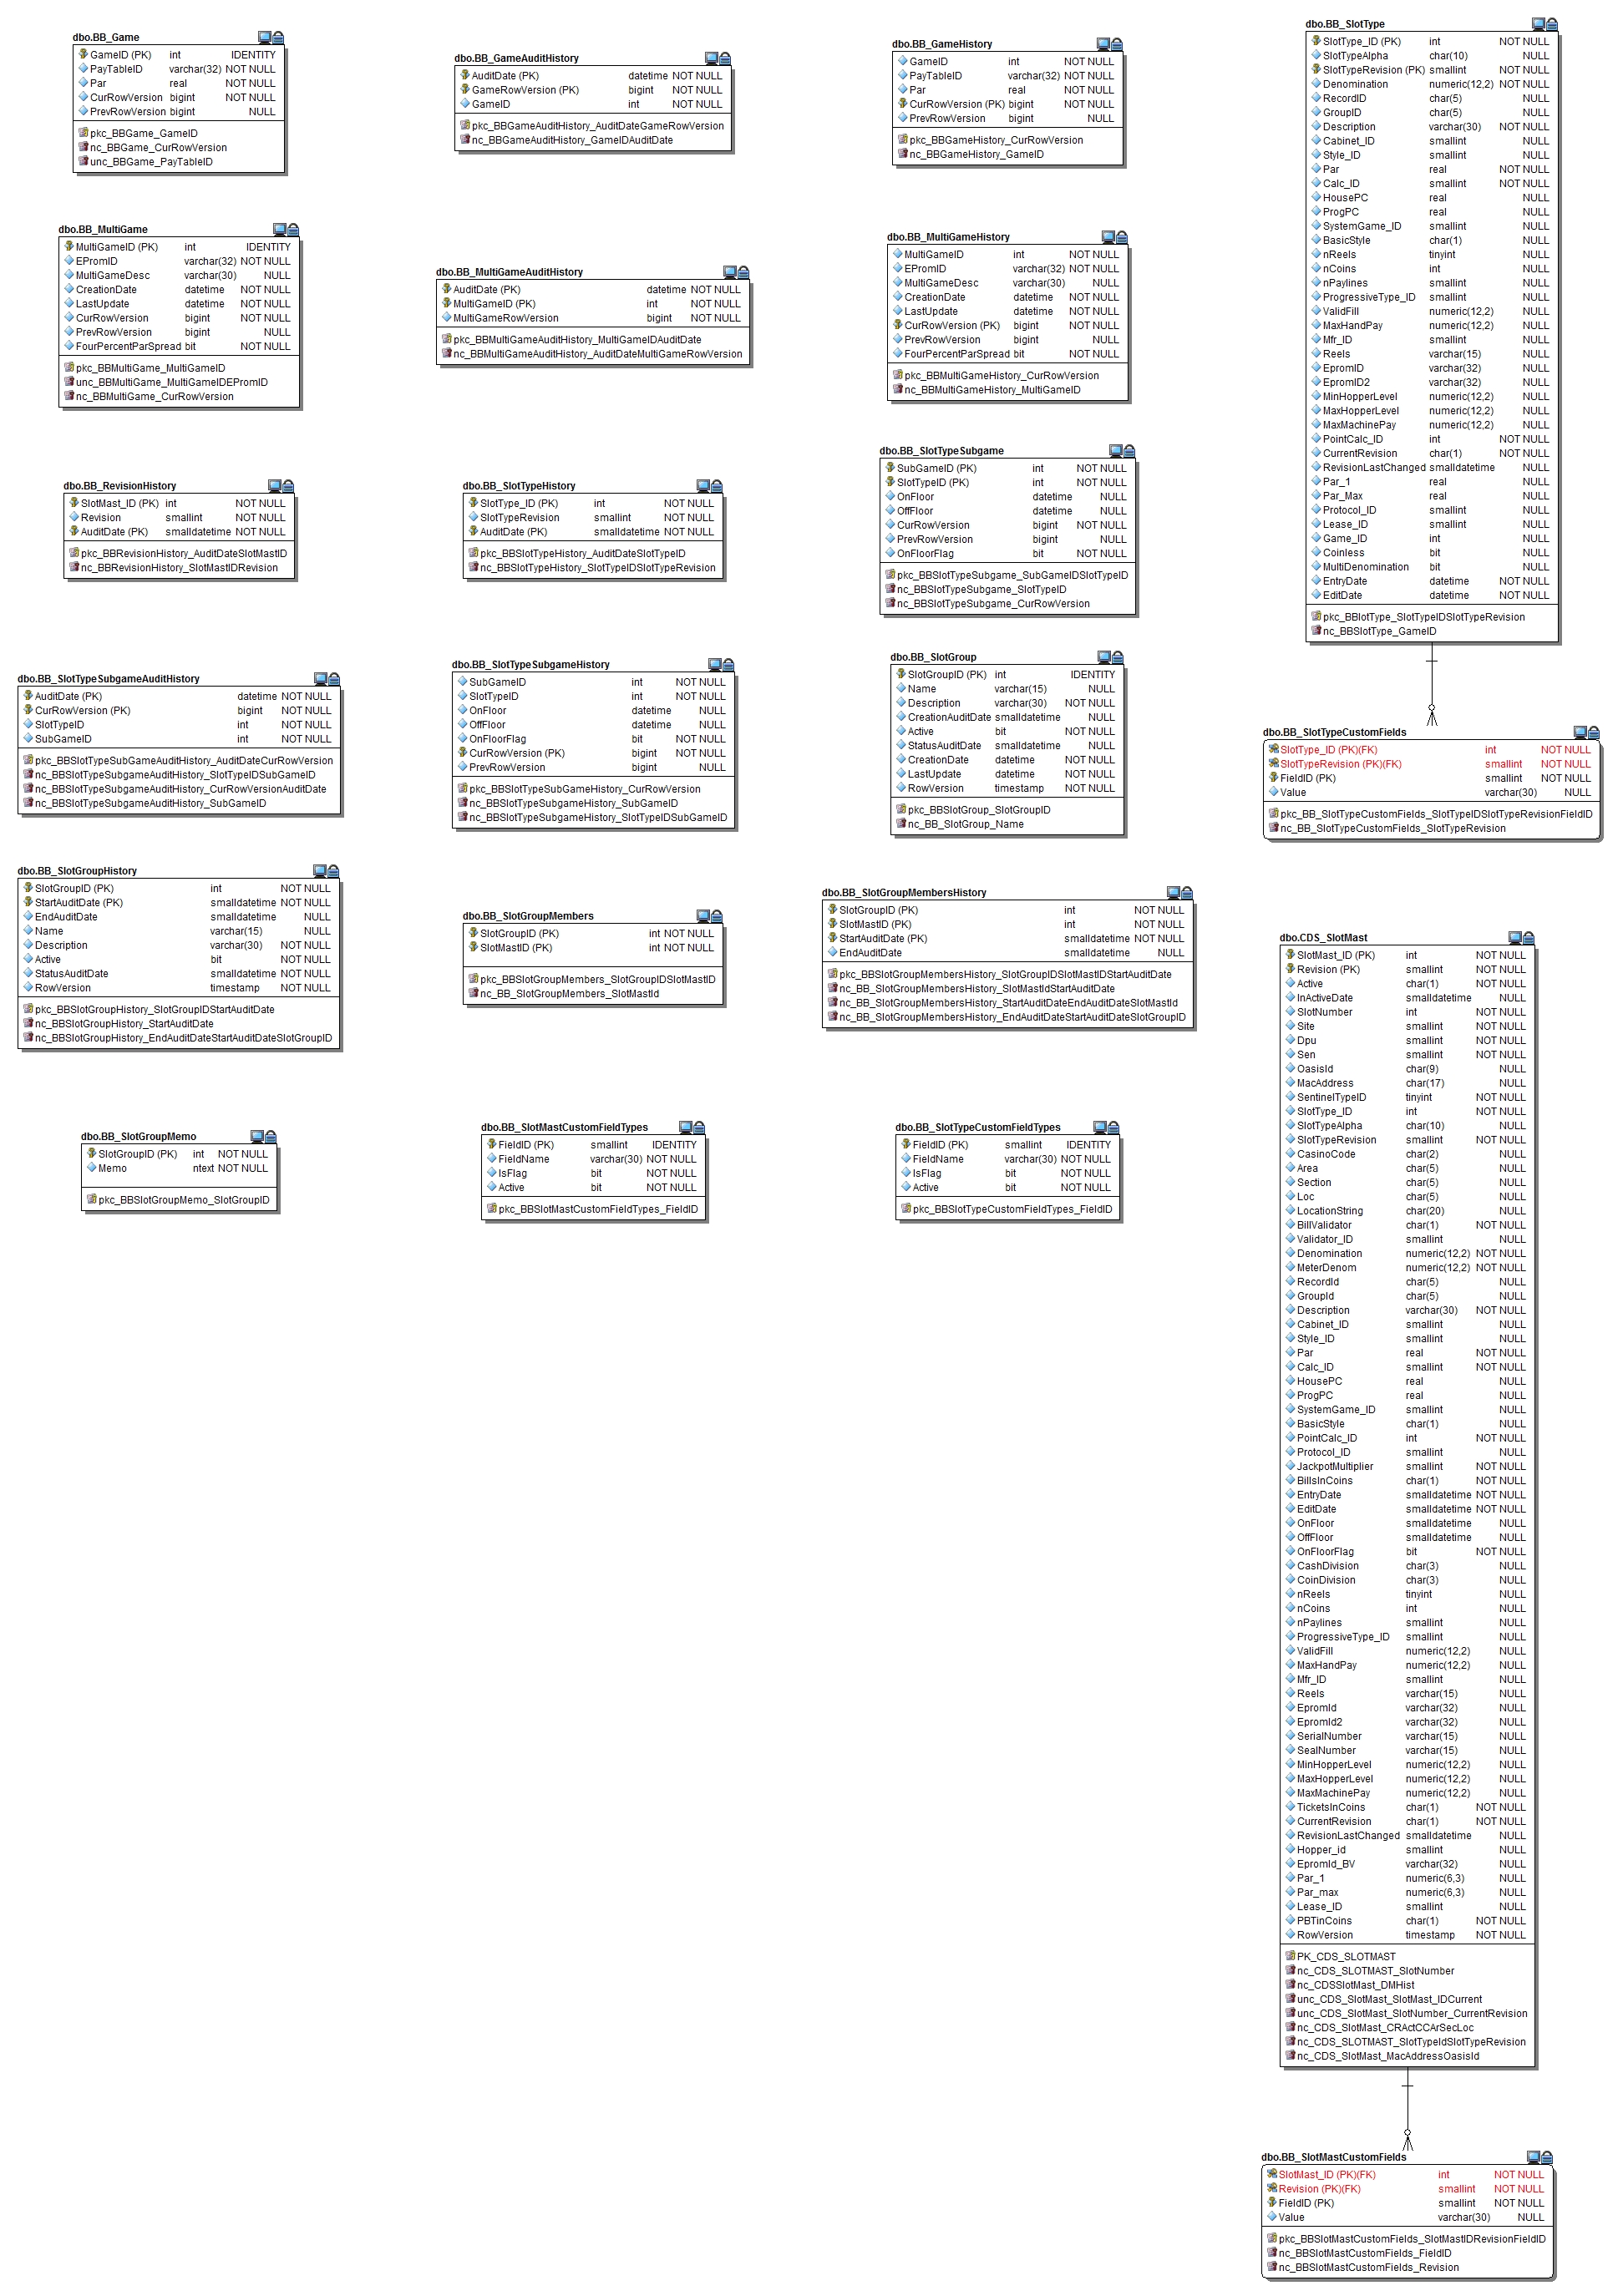 dbo.BB_Game
GameID (PK) int IDENTITY
PayTableID varchar(32) NOT NULL
Par real NOT NULL
CurRowVersion bigint NOT NULL
PrevRowVersion bigint NULL
pkc_BBGame_GameID
nc_BBGame_CurRowVersion
unc_BBGame_PayTableID
dbo.BB_GameAuditHistory
AuditDate (PK) datetime NOT NULL
GameRowVersion (PK) bigint NOT NULL
GameID int NOT NULL
pkc_BBGameAuditHistory_AuditDateGameRowVersion
nc_BBGameAuditHistory_GameIDAuditDate
dbo.BB_GameHistory
GameID int NOT NULL
PayTableID varchar(32) NOT NULL
Par real NOT NULL
CurRowVersion (PK) bigint NOT NULL
PrevRowVersion bigint NULL
pkc_BBGameHistory_CurRowVersion
nc_BBGameHistory_GameID
dbo.BB_SlotType
SlotType_ID (PK) int NOT NULL
SlotTypeAlpha char(10) NULL
SlotTypeRevision (PK) smallint NOT NULL
Denomination numeric(12,2) NOT NULL
RecordID char(5) NULL
GroupID char(5) NULL
Description varchar(30) NOT NULL
Cabinet_ID smallint NULL
Style_ID smallint NULL
Par real NOT NULL
Calc_ID smallint NOT NULL
HousePC real NULL
ProgPC real NULL
SystemGame_ID smallint NULL
BasicStyle char(1) NULL
nReels tinyint NULL
nCoins int NULL
nPaylines smallint NULL
ProgressiveType_ID smallint NULL
ValidFill numeric(12,2) NULL
MaxHandPay numeric(12,2) NULL
Mfr_ID smallint NULL
Reels varchar(15) NULL
EpromID varchar(32) NULL
EpromID2 varchar(32) NULL
MinHopperLevel numeric(12,2) NULL
MaxHopperLevel numeric(12,2) NULL
MaxMachinePay numeric(12,2) NULL
PointCalc_ID int NOT NULL
CurrentRevision char(1) NOT NULL
RevisionLastChanged smalldatetime NULL
Par_1 real NULL
Par_Max real NULL
Protocol_ID smallint NULL
Lease_ID smallint NULL
Game_ID int NULL
Coinless bit NULL
MultiDenomination bit NULL
EntryDate datetime NOT NULL
EditDate datetime NOT NULL
pkc_BBlotType_SlotTypeIDSlotTypeRevision
nc_BBSlotType_GameID
dbo.BB_MultiGame
MultiGameID (PK) int IDENTITY
EPromID varchar(32) NOT NULL
MultiGameDesc varchar(30) NULL
CreationDate datetime NOT NULL
LastUpdate datetime NOT NULL
CurRowVersion bigint NOT NULL
PrevRowVersion bigint NULL
FourPercentParSpread bit NOT NULL
pkc_BBMultiGame_MultiGameID
unc_BBMultiGame_MultiGameIDEPromID
nc_BBMultiGame_CurRowVersion
dbo.BB_MultiGameAuditHistory
AuditDate (PK) datetime NOT NULL
MultiGameID (PK) int NOT NULL
MultiGameRowVersion bigint NOT NULL
pkc_BBMultiGameAuditHistory_MultiGameIDAuditDate
nc_BBMultiGameAuditHistory_AuditDateMultiGameRowVersion
dbo.BB_MultiGameHistory
MultiGameID int NOT NULL
EPromID varchar(32) NOT NULL
MultiGameDesc varchar(30) NULL
CreationDate datetime NOT NULL
LastUpdate datetime NOT NULL
CurRowVersion (PK) bigint NOT NULL
PrevRowVersion bigint NULL
FourPercentParSpread bit NOT NULL
pkc_BBMultiGameHistory_CurRowVersion
nc_BBMultiGameHistory_MultiGameID
dbo.BB_RevisionHistory
SlotMast_ID (PK) int NOT NULL
Revision smallint NOT NULL
AuditDate (PK) smalldatetime NOT NULL
pkc_BBRevisionHistory_AuditDateSlotMastID
nc_BBRevisionHistory_SlotMastIDRevision
dbo.BB_SlotTypeHistory
SlotType_ID (PK) int NOT NULL
SlotTypeRevision smallint NOT NULL
AuditDate (PK) smalldatetime NOT NULL
pkc_BBSlotTypeHistory_AuditDateSlotTypeID
nc_BBSlotTypeHistory_SlotTypeIDSlotTypeRevision
dbo.BB_SlotTypeSubgame
SubGameID (PK) int NOT NULL
SlotTypeID (PK) int NOT NULL
OnFloor datetime NULL
OffFloor datetime NULL
CurRowVersion bigint NOT NULL
PrevRowVersion bigint NULL
OnFloorFlag bit NOT NULL
pkc_BBSlotTypeSubgame_SubGameIDSlotTypeID
nc_BBSlotTypeSubgame_SlotTypeID
nc_BBSlotTypeSubgame_CurRowVersion
dbo.BB_SlotTypeSubgameAuditHistory
AuditDate (PK) datetime NOT NULL
CurRowVersion (PK) bigint NOT NULL
SlotTypeID int NOT NULL
SubGameID int NOT NULL
pkc_BBSlotTypeSubGameAuditHistory_AuditDateCurRowVersion
nc_BBSlotTypeSubgameAuditHistory_SlotTypeIDSubGameID
nc_BBSlotTypeSubgameAuditHistory_CurRowVersionAuditDate
nc_BBSlotTypeSubgameAuditHistory_SubGameID
dbo.BB_SlotTypeSubgameHistory
SubGameID int NOT NULL
SlotTypeID int NOT NULL
OnFloor datetime NULL
OffFloor datetime NULL
OnFloorFlag bit NOT NULL
CurRowVersion (PK) bigint NOT NULL
PrevRowVersion bigint NULL
pkc_BBSlotTypeSubGameHistory_CurRowVersion
nc_BBSlotTypeSubgameHistory_SubGameID
nc_BBSlotTypeSubgameHistory_SlotTypeIDSubGameID
dbo.BB_SlotGroup
SlotGroupID (PK) int IDENTITY
Name varchar(15) NULL
Description varchar(30) NOT NULL
CreationAuditDate smalldatetime NULL
Active bit NOT NULL
StatusAuditDate smalldatetime NULL
CreationDate datetime NOT NULL
LastUpdate datetime NOT NULL
RowVersion timestamp NOT NULL
pkc_BBSlotGroup_SlotGroupID
nc_BB_SlotGroup_Name
dbo.BB_SlotTypeCustomFields
SlotType_ID (PK)(FK) int NOT NULL
SlotTypeRevision (PK)(FK) smallint NOT NULL
FieldID (PK) smallint NOT NULL
Value varchar(30) NULL
pkc_BB_SlotTypeCustomFields_SlotTypeIDSlotTypeRevisionFieldID
nc_BB_SlotTypeCustomFields_SlotTypeRevision
dbo.BB_SlotGroupHistory
SlotGroupID (PK) int NOT NULL
StartAuditDate (PK) smalldatetime NOT NULL
EndAuditDate smalldatetime NULL
Name varchar(15) NULL
Description varchar(30) NOT NULL
Active bit NOT NULL
StatusAuditDate smalldatetime NOT NULL
RowVersion timestamp NOT NULL
pkc_BBSlotGroupHistory_SlotGroupIDStartAuditDate
nc_BBSlotGroupHistory_StartAuditDate
nc_BBSlotGroupHistory_EndAuditDateStartAuditDateSlotGroupID
dbo.BB_SlotGroupMembers
SlotGroupID (PK) int NOT NULL
SlotMastID (PK) int NOT NULL
pkc_BBSlotGroupMembers_SlotGroupIDSlotMastID
nc_BB_SlotGroupMembers_SlotMastId
dbo.BB_SlotGroupMembersHistory
SlotGroupID (PK) int NOT NULL
SlotMastID (PK) int NOT NULL
StartAuditDate (PK) smalldatetime NOT NULL
EndAuditDate smalldatetime NULL
pkc_BBSlotGroupMembersHistory_SlotGroupIDSlotMastIDStartAuditDate
nc_BBSlotGroupMembersHistory_SlotMastIdStartAuditDate
nc_BBSlotGroupMembersHistory_StartAuditDateEndAuditDateSlotMastId
nc_BBSlotGroupMembersHistory_EndAuditDateStartAuditDateSlotGroupID
dbo.CDS_SlotMast
SlotMast_ID (PK) int NOT NULL
Revision (PK) smallint NOT NULL
Active char(1) NOT NULL
InActiveDate smalldatetime NULL
SlotNumber int NOT NULL
Site smallint NOT NULL
Dpu smallint NOT NULL
Sen smallint NOT NULL
OasisId char(9) NULL
MacAddress char(17) NULL
SentinelTypeID tinyint NOT NULL
SlotType_ID int NOT NULL
SlotTypeAlpha char(10) NULL
SlotTypeRevision smallint NOT NULL
CasinoCode char(2) NULL
Area char(5) NULL
Section char(5) NULL
Loc char(5) NULL
LocationString char(20) NULL
BillValidator char(1) NOT NULL
Validator_ID smallint NULL
Denomination numeric(12,2) NOT NULL
MeterDenom numeric(12,2) NOT NULL
RecordId char(5) NULL
GroupId char(5) NULL
Description varchar(30) NOT NULL
Cabinet_ID smallint NULL
Style_ID smallint NULL
Par real NOT NULL
Calc_ID smallint NOT NULL
HousePC real NULL
ProgPC real NULL
SystemGame_ID smallint NULL
BasicStyle char(1) NULL
PointCalc_ID int NOT NULL
Protocol_ID smallint NULL
JackpotMultiplier smallint NOT NULL
BillsInCoins char(1) NOT NULL
EntryDate smalldatetime NOT NULL
EditDate smalldatetime NOT NULL
OnFloor smalldatetime NULL
OffFloor smalldatetime NULL
OnFloorFlag bit NOT NULL
CashDivision char(3) NULL
CoinDivision char(3) NULL
nReels tinyint NULL
nCoins int NULL
nPaylines smallint NULL
ProgressiveType_ID smallint NULL
ValidFill numeric(12,2) NULL
MaxHandPay numeric(12,2) NULL
Mfr_ID smallint NULL
Reels varchar(15) NULL
EpromId varchar(32) NULL
EpromId2 varchar(32) NULL
SerialNumber varchar(15) NULL
SealNumber varchar(15) NULL
MinHopperLevel numeric(12,2) NULL
MaxHopperLevel numeric(12,2) NULL
MaxMachinePay numeric(12,2) NULL
TicketsInCoins char(1) NOT NULL
CurrentRevision char(1) NOT NULL
RevisionLastChanged smalldatetime NULL
Hopper_id smallint NULL
EpromId_BV varchar(32) NULL
Par_1 numeric(6,3) NULL
Par_max numeric(6,3) NULL
Lease_ID smallint NULL
PBTinCoins char(1) NOT NULL
RowVersion timestamp NOT NULL
PK_CDS_SLOTMAST
nc_CDS_SLOTMAST_SlotNumber
nc_CDSSlotMast_DMHist
unc_CDS_SlotMast_SlotMast_IDCurrent
unc_CDS_SlotMast_SlotNumber_CurrentRevision
nc_CDS_SlotMast_CRActCCArSecLoc
nc_CDS_SLOTMAST_SlotTypeIdSlotTypeRevision
nc_CDS_SlotMast_MacAddressOasisId
dbo.BB_SlotGroupMemo
SlotGroupID (PK) int NOT NULL
Memo ntext NOT NULL
pkc_BBSlotGroupMemo_SlotGroupID
dbo.BB_SlotMastCustomFieldTypes
FieldID (PK) smallint IDENTITY
FieldName varchar(30) NOT NULL
IsFlag bit NOT NULL
Active bit NOT NULL
pkc_BBSlotMastCustomFieldTypes_FieldID
dbo.BB_SlotTypeCustomFieldTypes
FieldID (PK) smallint IDENTITY
FieldName varchar(30) NOT NULL
IsFlag bit NOT NULL
Active bit NOT NULL
pkc_BBSlotTypeCustomFieldTypes_FieldID
dbo.BB_SlotMastCustomFields
SlotMast_ID (PK)(FK) int NOT NULL
Revision (PK)(FK) smallint NOT NULL
FieldID (PK) smallint NOT NULL
Value varchar(30) NULL
pkc_BBSlotMastCustomFields_SlotMastIDRevisionFieldID
nc_BBSlotMastCustomFields_FieldID
nc_BBSlotMastCustomFields_Revision